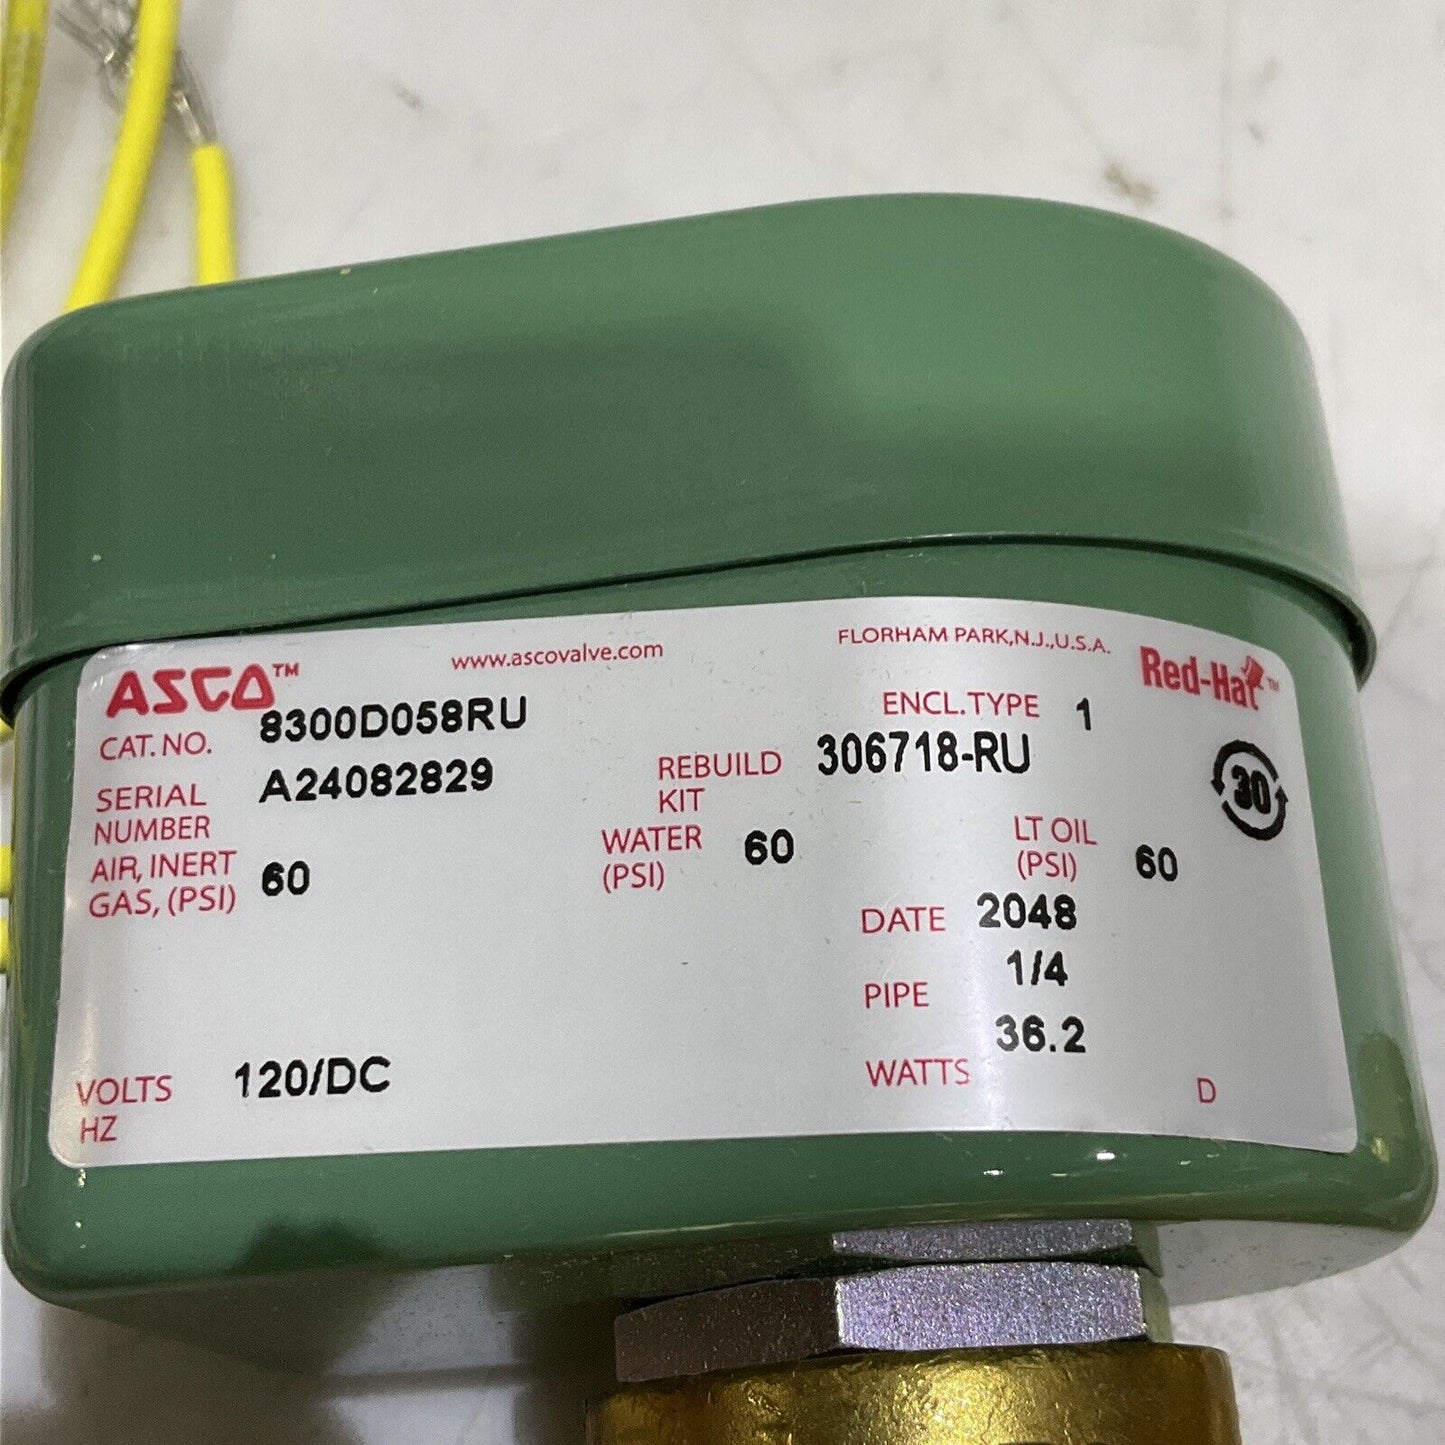 ASCO™ www.ascovalve.com FLORHAM PARK,N.J.,U.S.A. Red-Hat™
CAT. NO. 8300D058RU ENCL.TYPE 1
SERIAL NUMBER A24082829 REBUILD KIT 306718-RU 30
AIR, INERT GAS, (PSI) 60 WATER (PSI) 60 LT OIL (PSI) 60
DATE 2048
PIPE 1/4
WATTS 36.2
VOLTS HZ 120/DC D